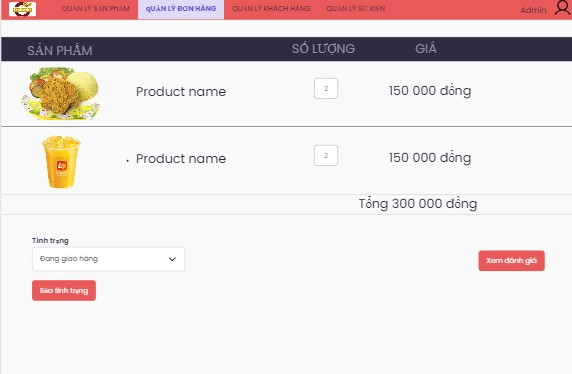 QUẢN LÝ SẢN PHẨM QUẢN LÝ ĐƠN HÀNG QUẢN LÝ KHÁCH HÀNG QUẢN LÝ SỰ KIỆN Admin
SẢN PHẨM SỐ LƯỢNG GIÁ
Product name 2 150 000 đồng
Product name 2 150 000 đồng
Tổng 300 000 đồng
Tình trạng
Đang giao hàng
Xem đánh giá
Sửa tình trạng